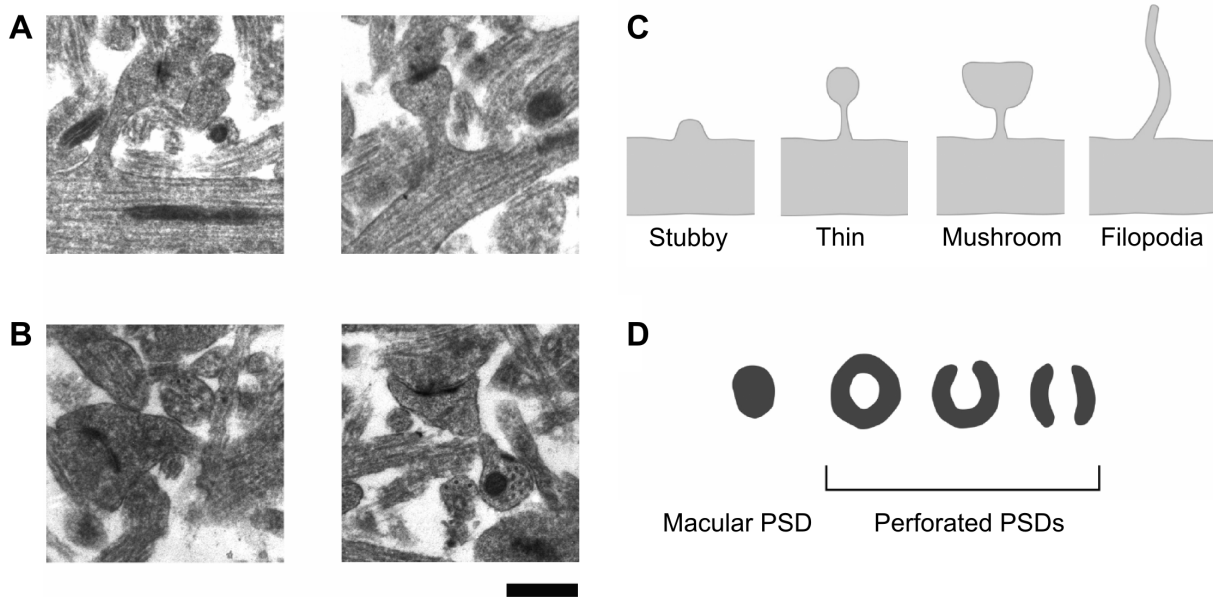 A
C
Stubby
Thin
Mushroom
Filopodia
B
D
Macular PSD
Perforated PSDs